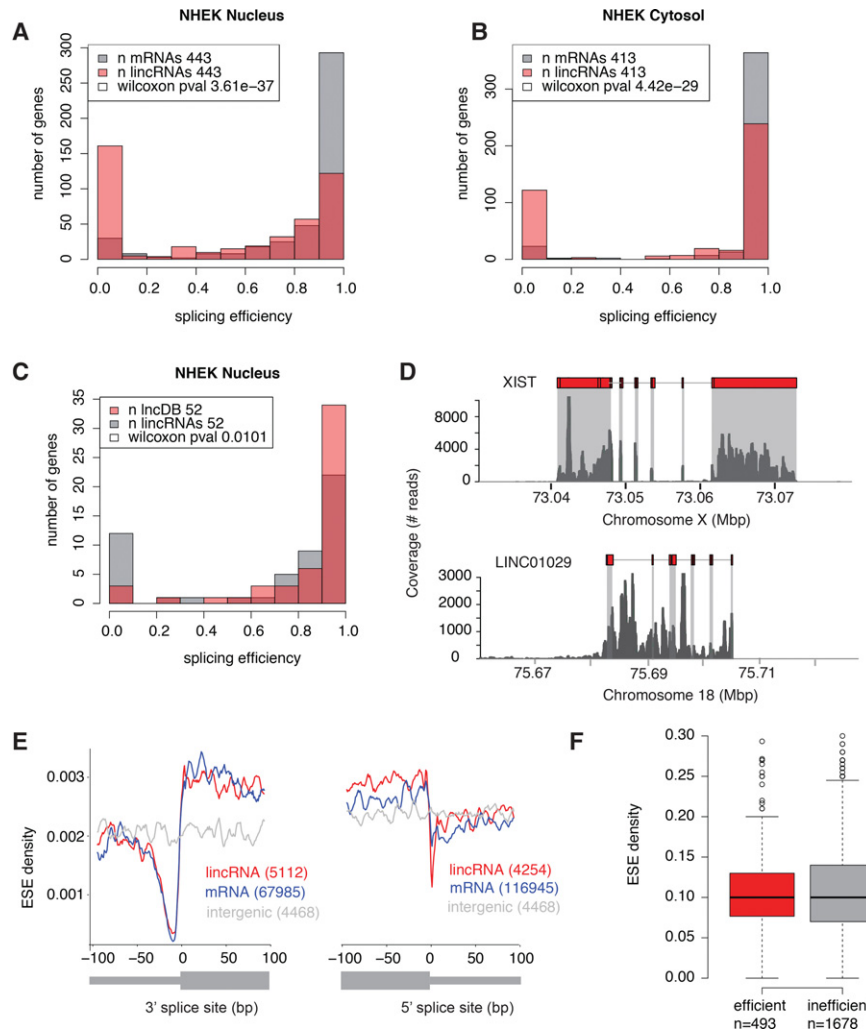 A
NHEK Nucleus
n mRNAs 443
n lincRNAs 443
wilcoxon pval 3.61e−37
number of genes
0
50
100
150
200
250
300
0.0
0.2
0.4
0.6
0.8
1.0
splicing efficiency
B
NHEK Cytosol
n mRNAs 413
n lincRNAs 413
wilcoxon pval 4.42e−29
number of genes
0
100
200
300
0.0
0.2
0.4
0.6
0.8
1.0
splicing efficiency
C
NHEK Nucleus
n lncDB 52
n lincRNAs 52
wilcoxon pval 0.0101
number of genes
0
5
10
15
20
25
30
35
0.0
0.2
0.4
0.6
0.8
1.0
splicing efficiency
D
XIST
8000
4000
0
73.04
73.05
73.06
73.07
Chromosome X (Mbp)
Coverage (# reads)
LINC01029
3000
2000
1000
0
75.67
75.69
75.71
Chromosome 18 (Mbp)
E
ESE density
0.003
0.002
0.001
lincRNA (5112)
mRNA (67985)
intergenic (4468)
−100
−50
0
50
100
3' splice site (bp)
lincRNA (4254)
mRNA (116945)
intergenic (4468)
−100
−50
0
50
100
5' splice site (bp)
F
ESE density
0.30
0.25
0.20
0.15
0.10
0.05
0.00
efficient
n=493
inefficien
n=1678